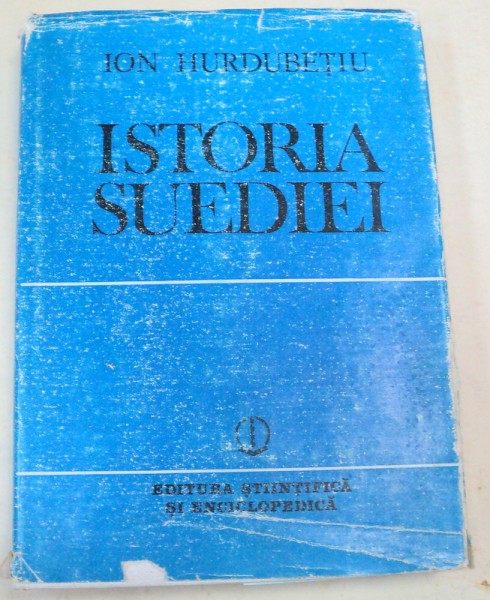 ION HURDUBEȚIU
ISTORIA
SUEDIEI
EDITURA ȘTIINȚIFICĂ
ȘI ENCICLOPEDICĂ